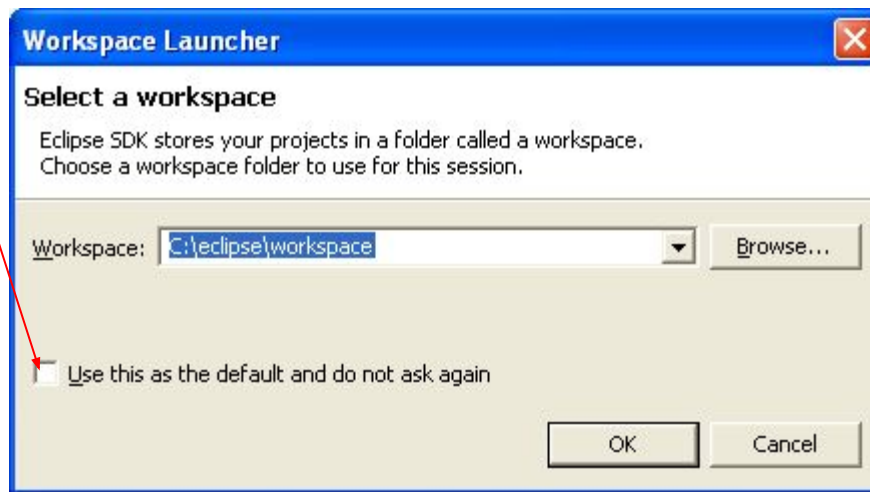 Workspace Launcher
Select a workspace
Eclipse SDK stores your projects in a folder called a workspace.
Choose a workspace folder to use for this session.
Workspace: C:\eclipse\workspace Browse...
Use this as the default and do not ask again
OK Cancel